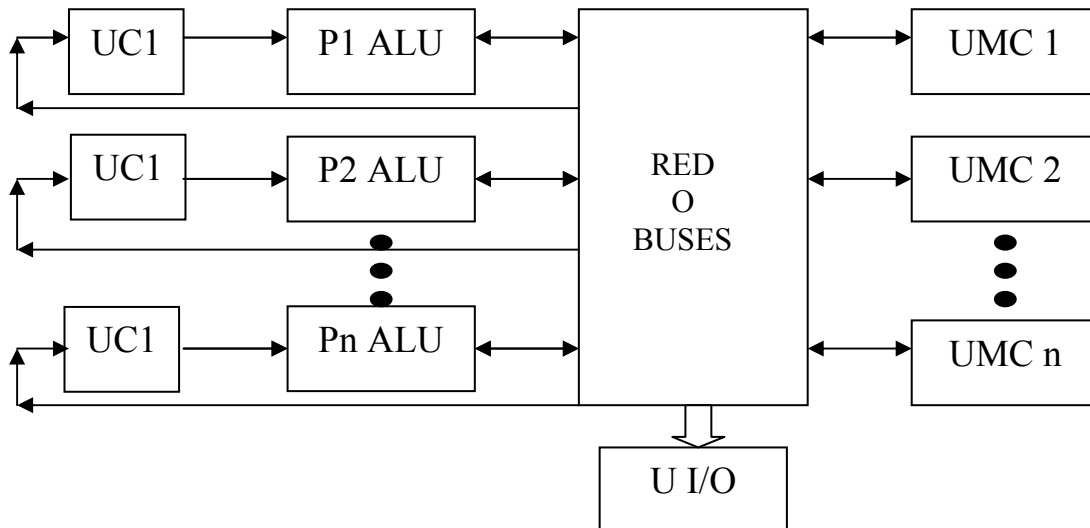 UC1
P1 ALU
UMC 1
UC1
P2 ALU
RED
O
BUSES
UMC 2
UC1
Pn ALU
UMC n
U I/O